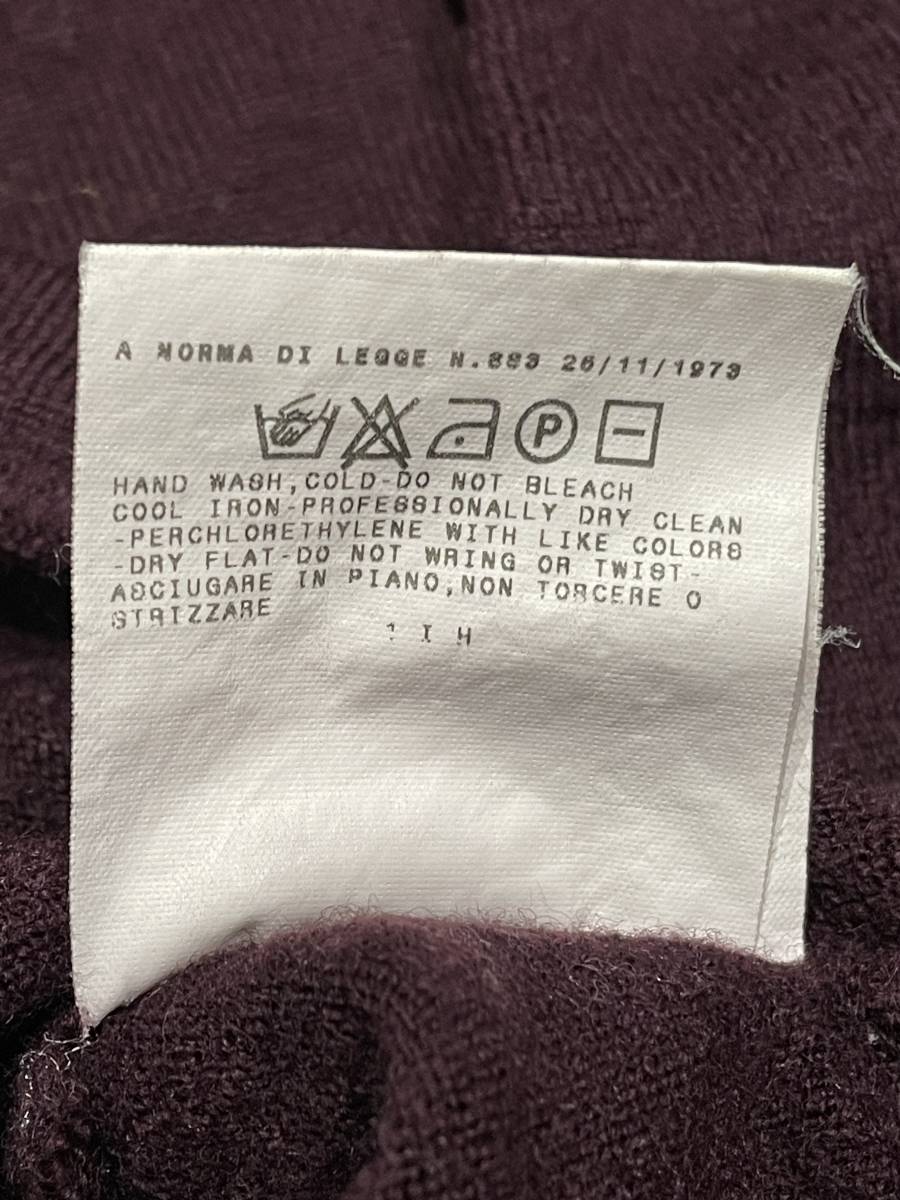 A NORMA DI LEGGE N.883 26/11/1973
P
HAND WASH,COLD-DO NOT BLEACH
COOL IRON-PROFESSIONALLY DRY CLEAN
-PERCHLORETHYLENE WITH LIKE COLORS
-DRY FLAT-DO NOT WRING OR TWIST-
ASCIUGARE IN PIANO,NON TORCERE O
STRIZZARE